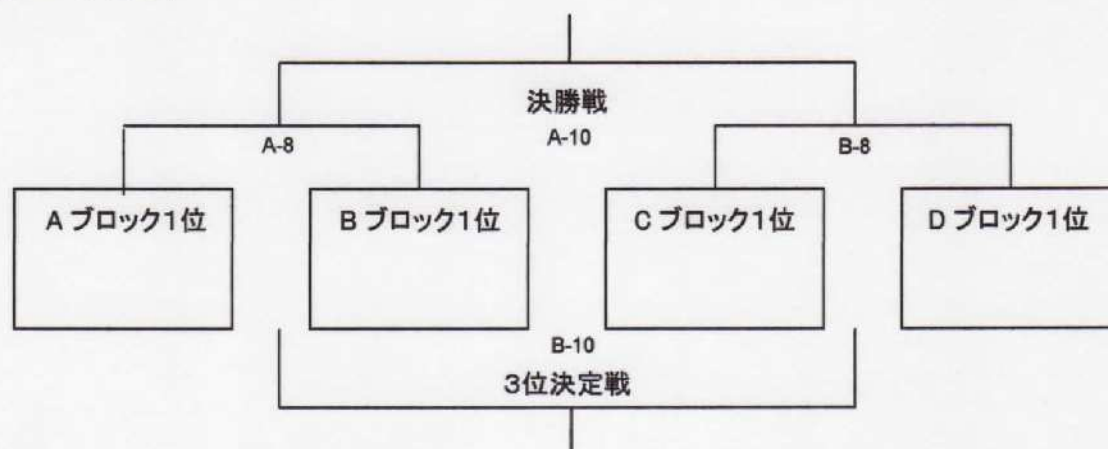 決勝戦
A-10
A-8
B-8
A ブロック1位
B ブロック1位
C ブロック1位
D ブロック1位
B-10
3位決定戦